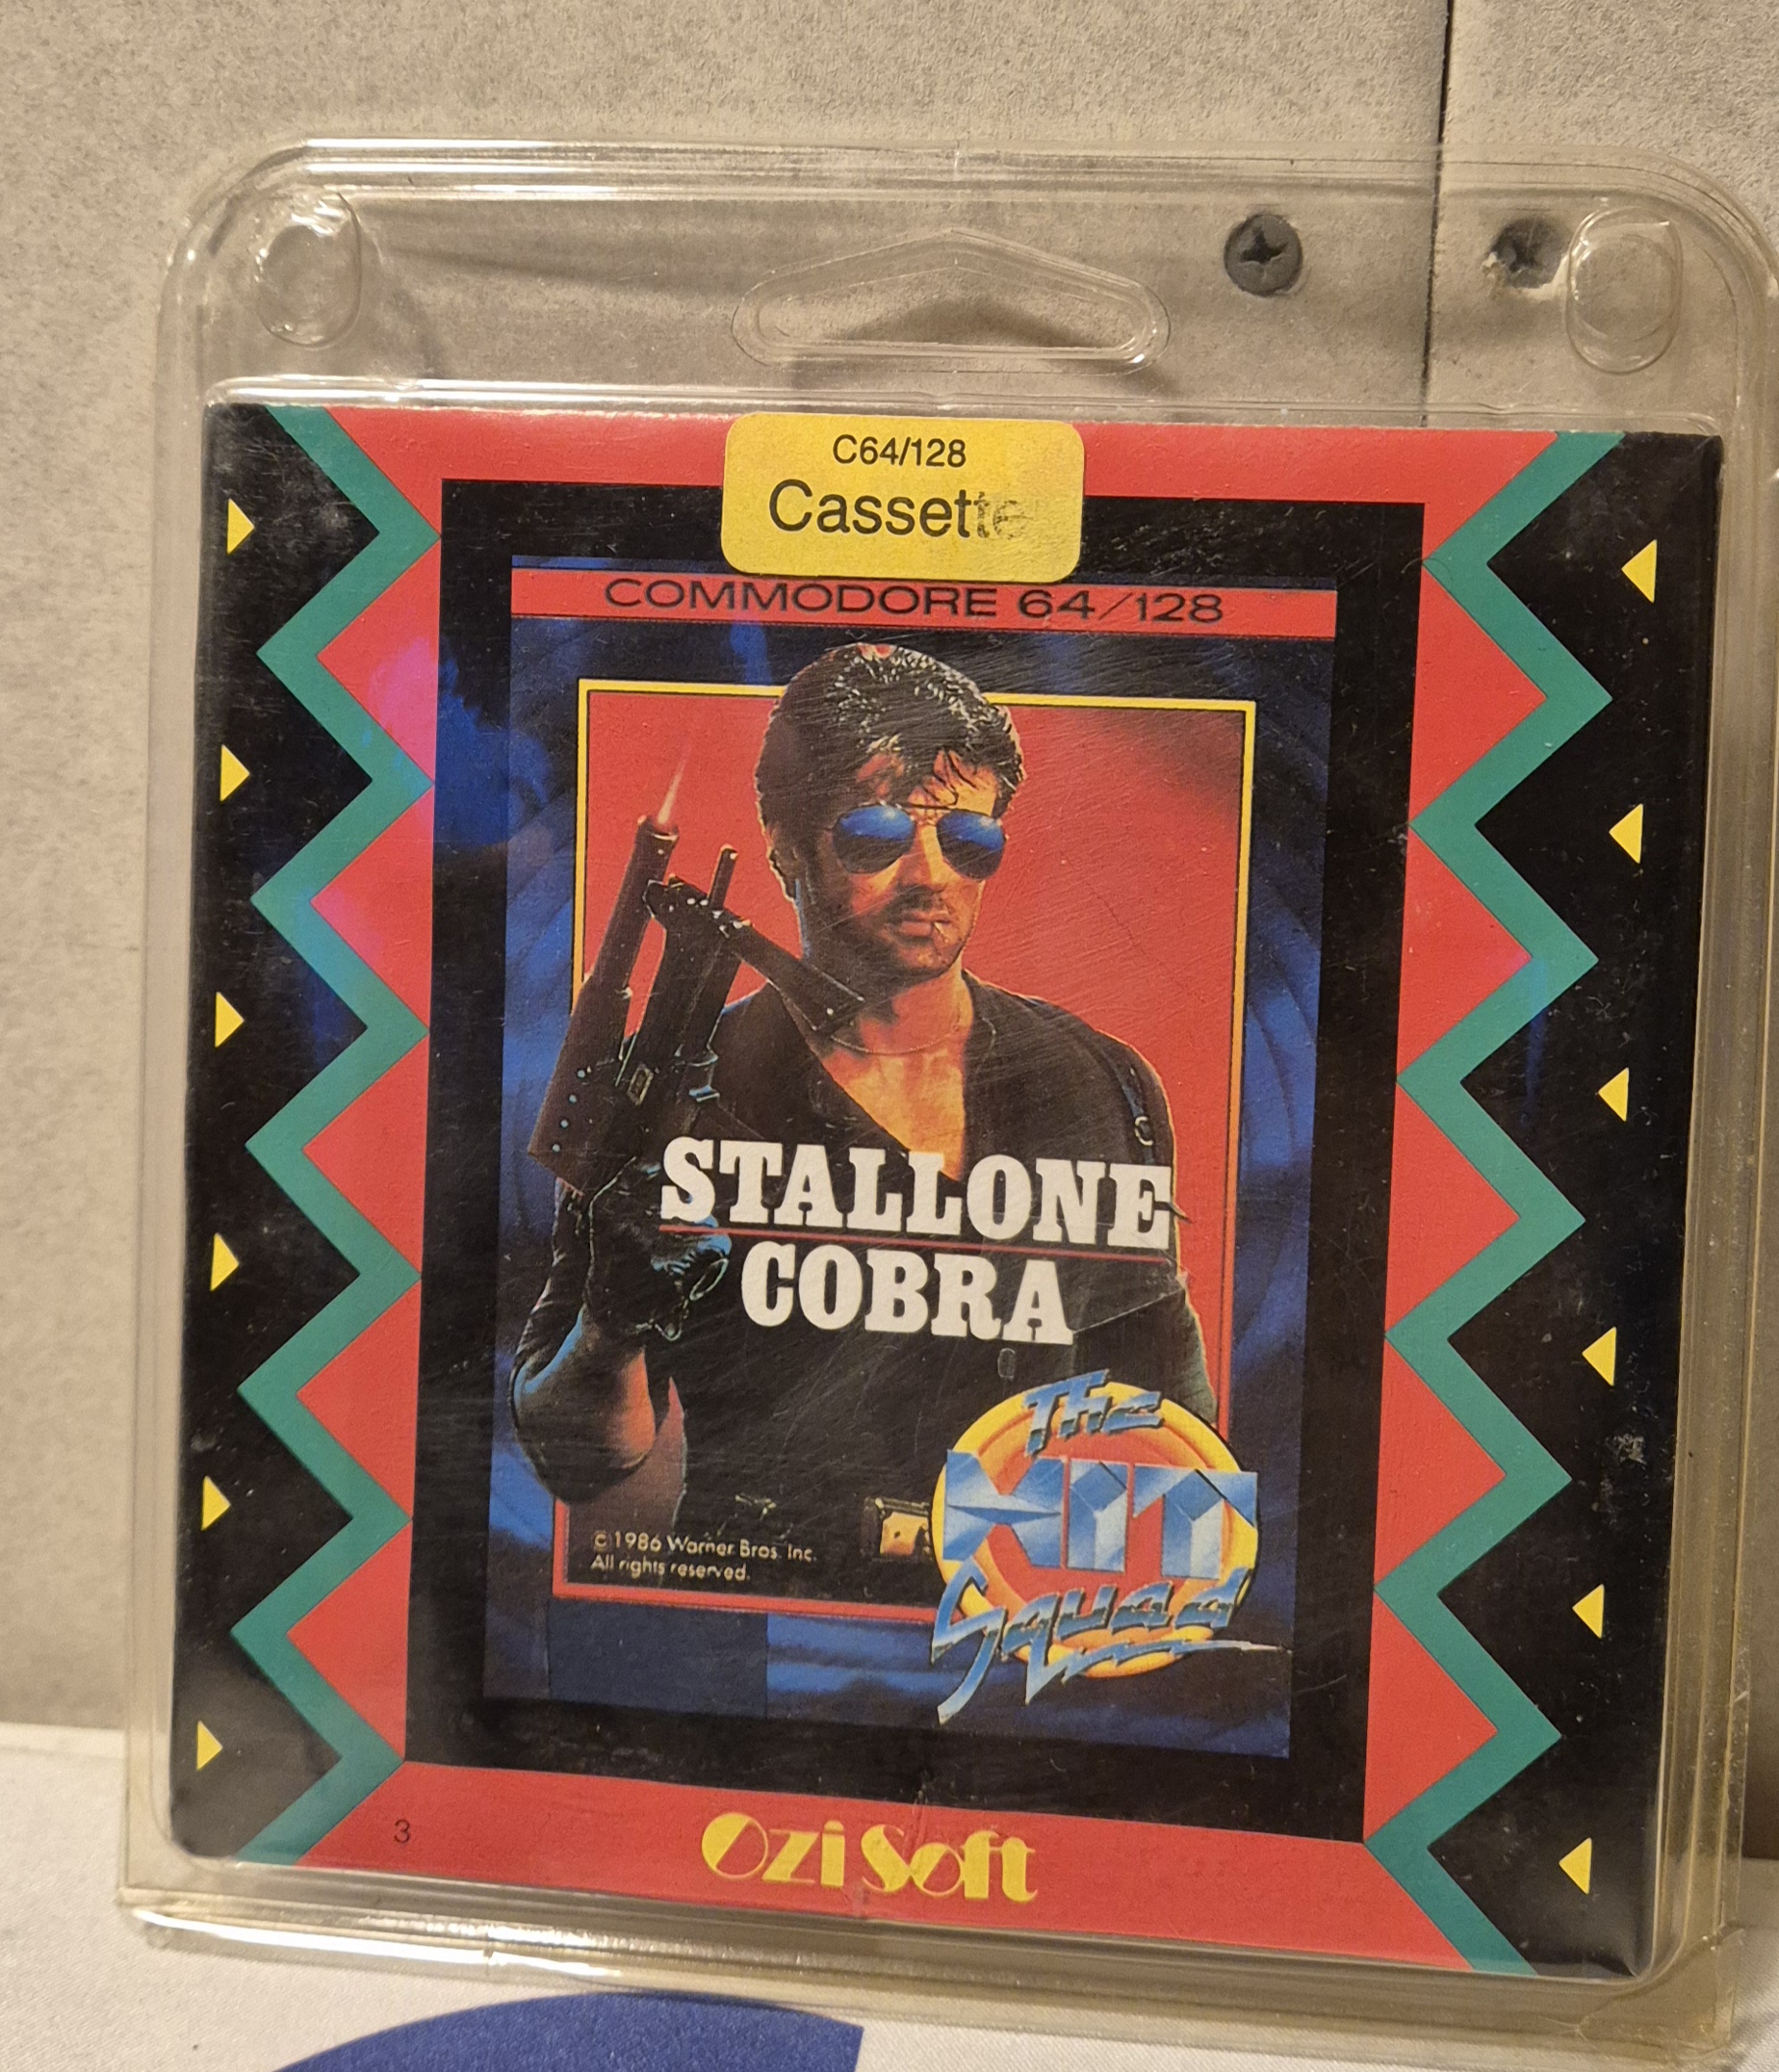 C64/128
Cassette
COMMODORE 64/128
STALLONE
COBRA
The
HIT
Squad
©1986 Warner Bros. Inc.
All rights reserved.
3
Ozi Soft